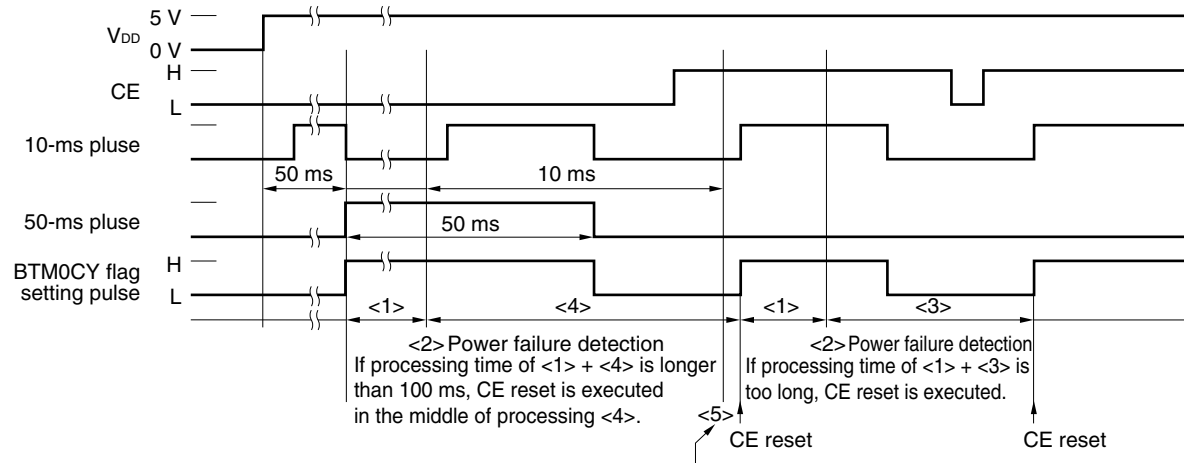 5 V
VDD
0 V
H
CE
L
10-ms pluse
50 ms
10 ms
50-ms pluse
50 ms
BTM0CY flag
setting pulse
H
L
<1>
<4>
<1>
<3>
<2>Power failure detection
If processing time of <1> + <4> is longer
than 100 ms, CE reset is executed
in the middle of processing <4>.
<2>Power failure detection
If processing time of <1> + <3> is
too long, CE reset is executed.
<5>
CE reset
CE reset